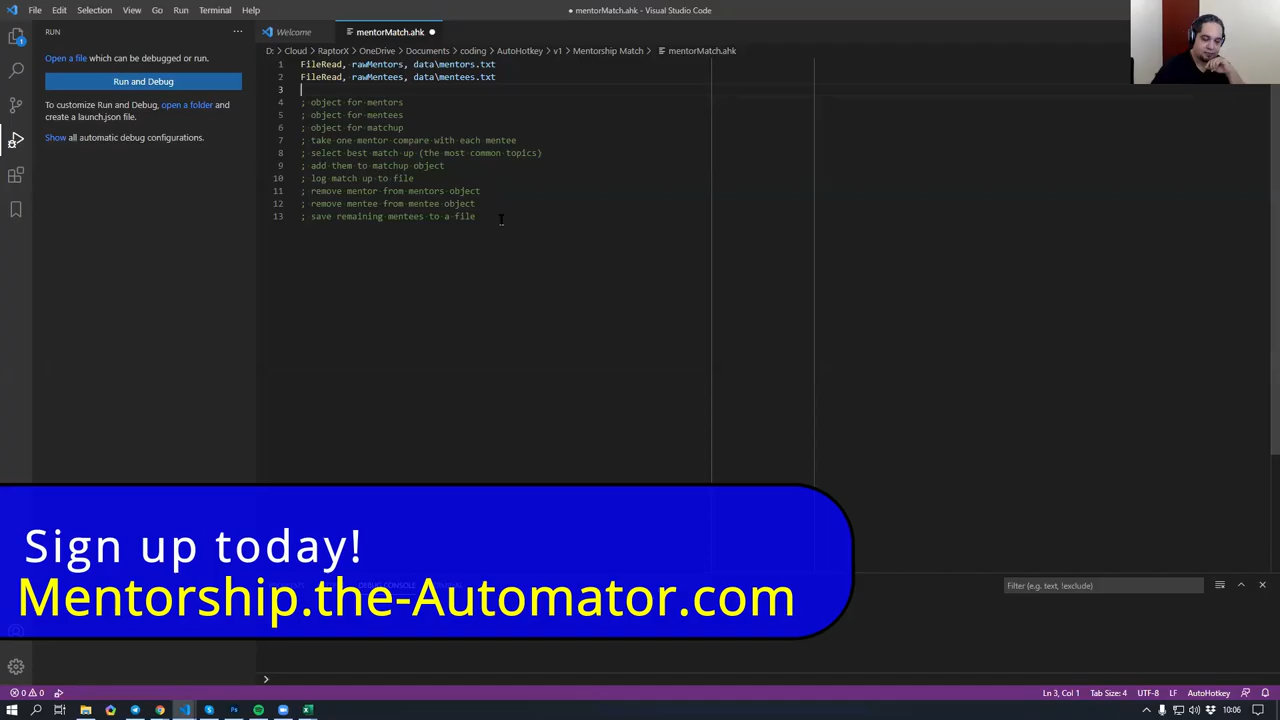 File Edit Selection View Go Run Terminal Help
● mentorMatch.ahk - Visual Studio Code
RUN
···
Welcome
mentorMatch.ahk ●
Open a file which can be debugged or run.
Run and Debug
To customize Run and Debug, open a folder and
create a launch.json file.
Show all automatic debug configurations.
D: > Cloud > RaptorX > OneDrive > Documents > coding > AutoHotkey > v1 > Mentorship Match > mentorMatch.ahk
1 FileRead, rawMentors, data\mentors.txt
2 FileRead, rawMentees, data\mentees.txt
3
4 ; object for mentors
5 ; object for mentees
6 ; object for matchup
7 ; take one mentor compare with each mentee
8 ; select best match up (the most common topics)
9 ; add them to matchup object
10 ; log match up to file
11 ; remove mentor from mentors object
12 ; remove mentee from mentee object
13 ; save remaining mentees to a file
Sign up today!
Mentorship.the-Automator.com
Filter (e.g. text, !exclude)
0 0
Ln 3, Col 1 Tab Size: 4 UTF-8 LF AutoHotkey
10:06